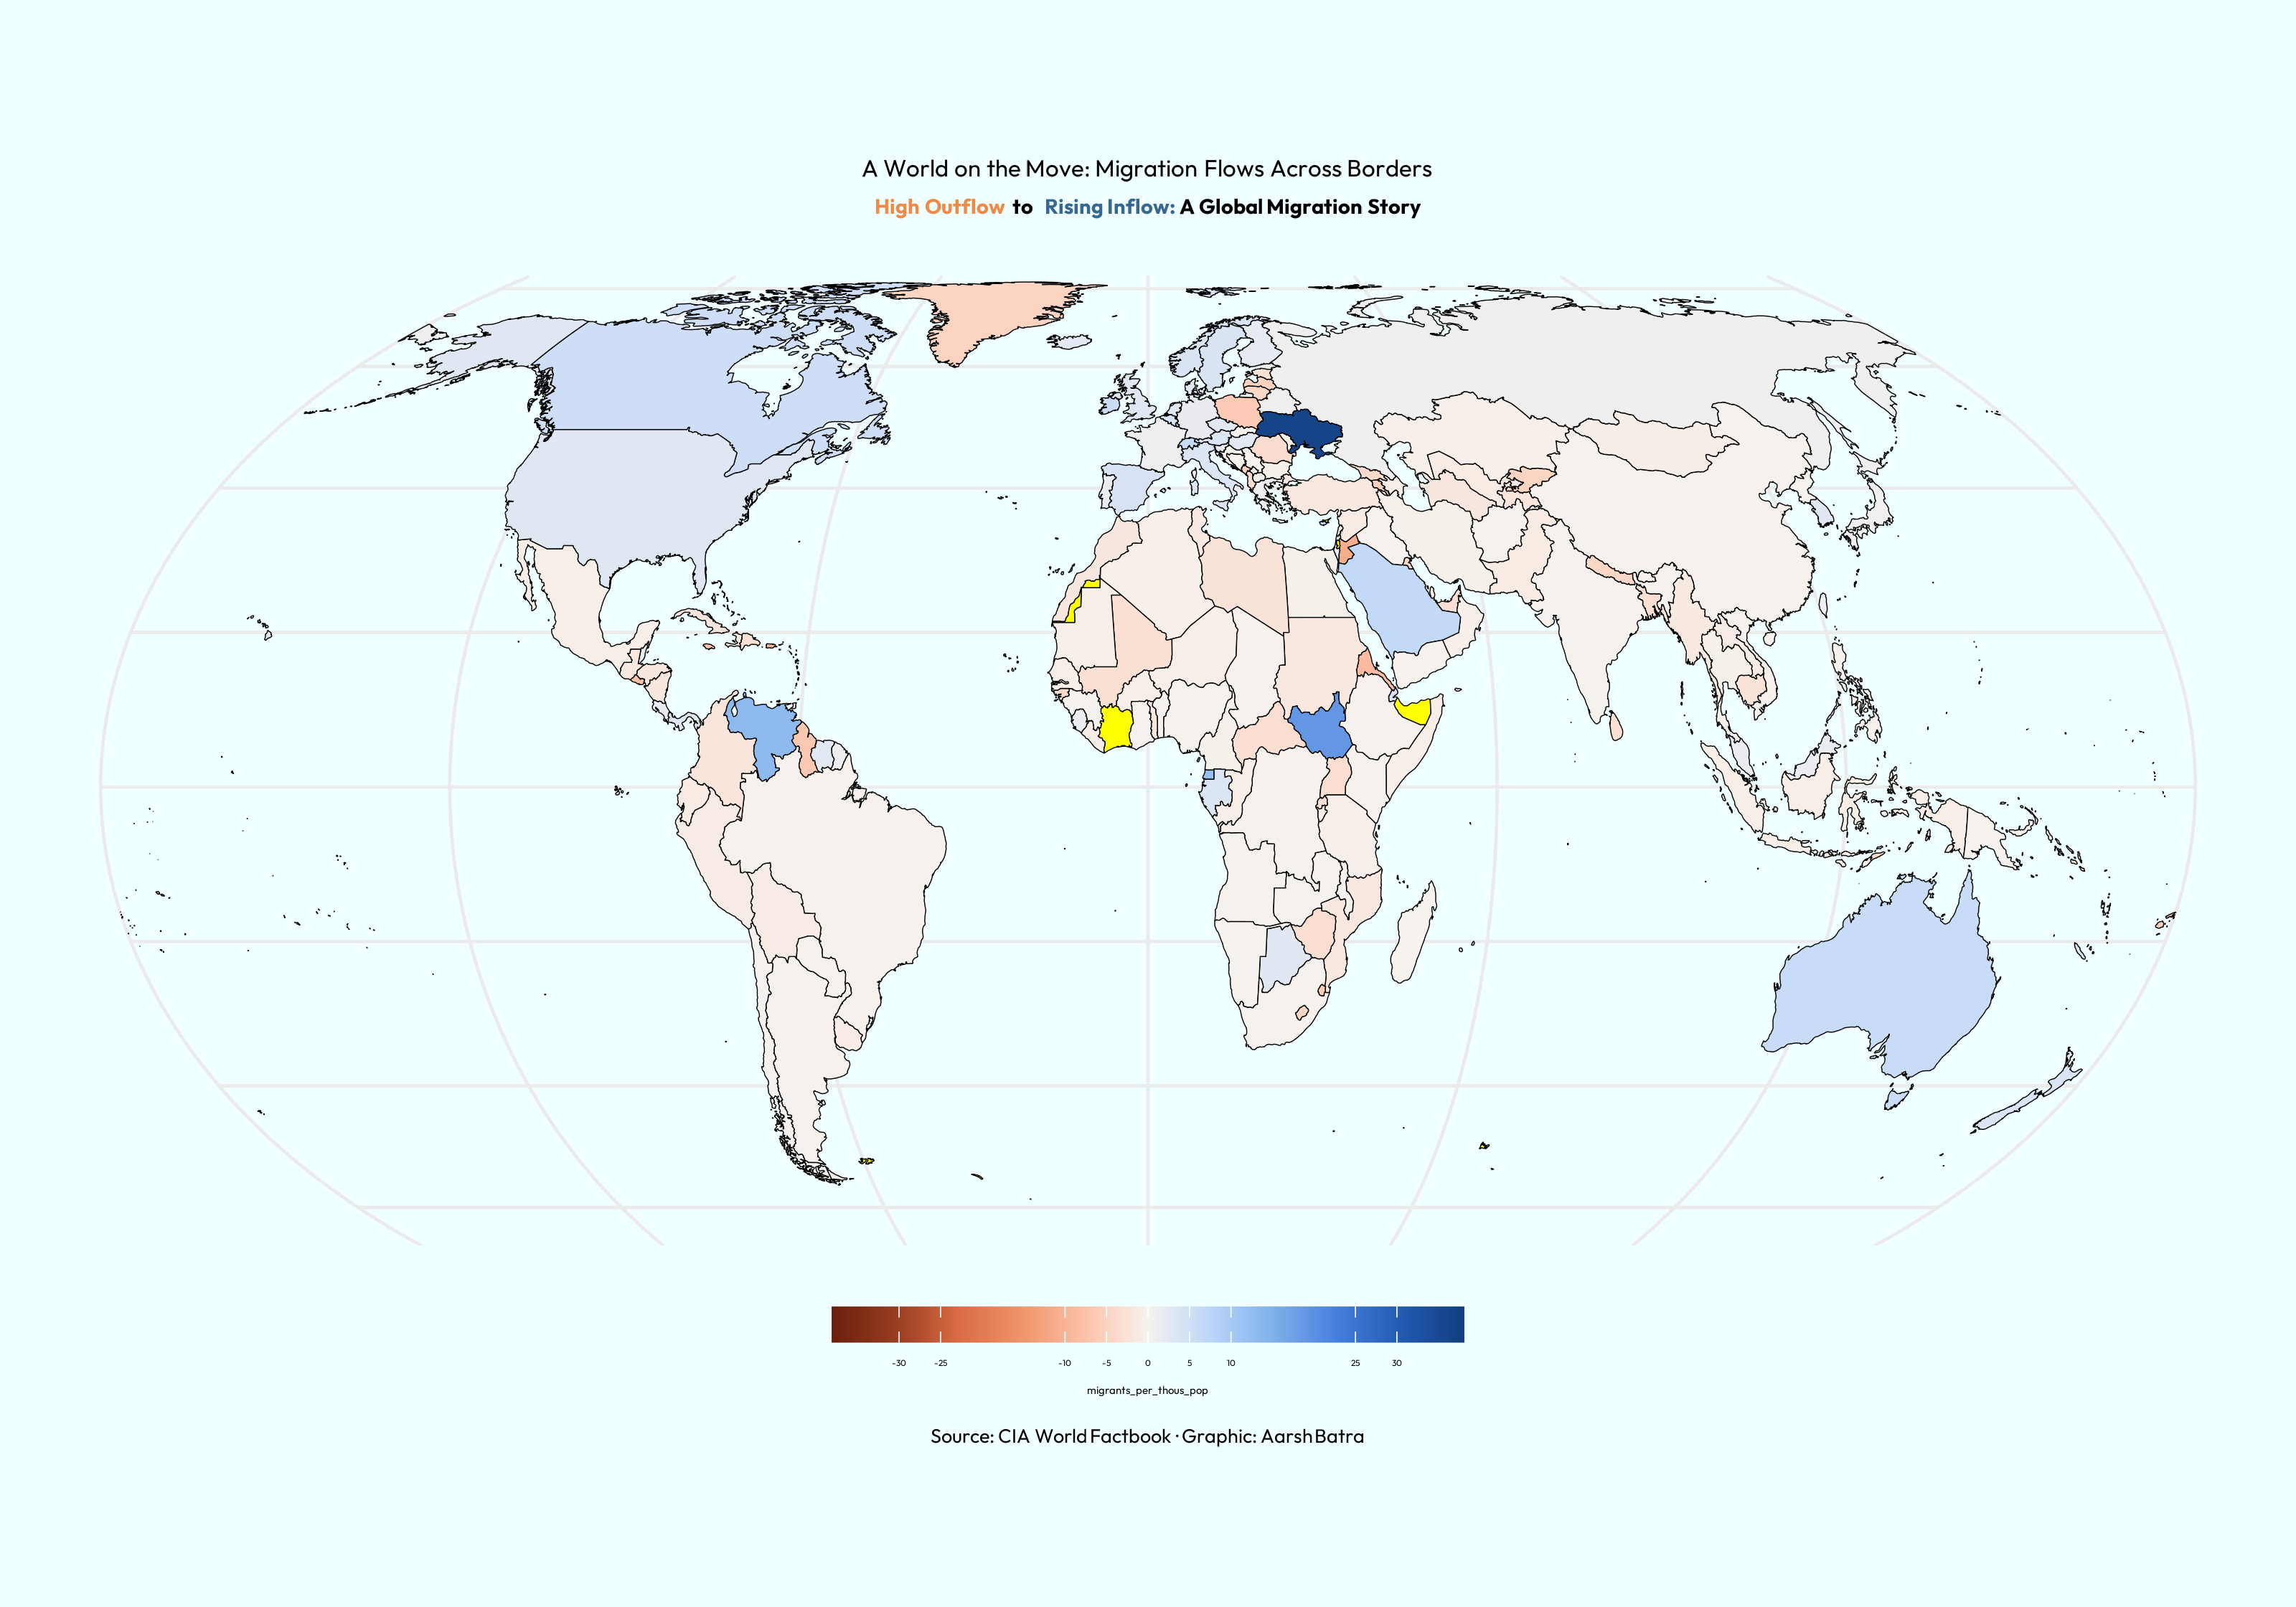 A World on the Move: Migration Flows Across Borders
High Outflow to Rising Inflow: A Global Migration Story
-30 -25 -10 -5 0 5 10 25 30
migrants_per_thous_pop
Source: CIA World Factbook · Graphic: Aarsh Batra